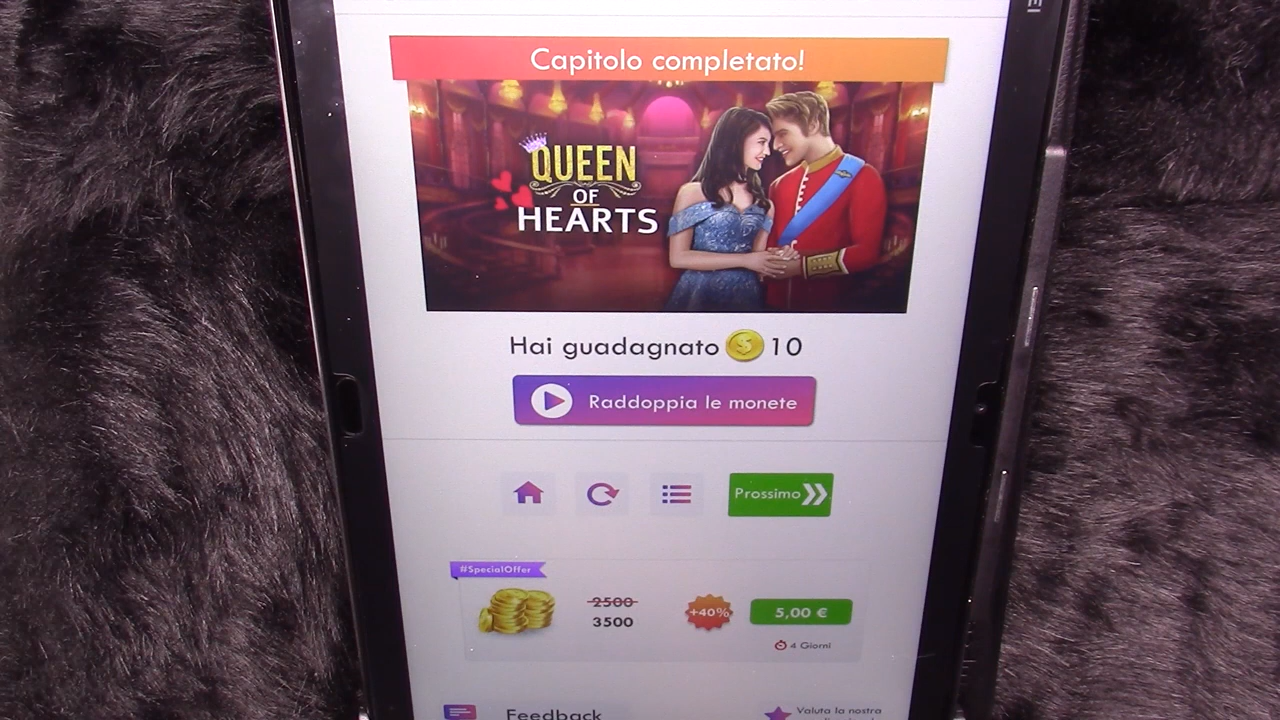 Capitolo completato!
QUEEN
OF
HEARTS
Hai guadagnato 10
Raddoppia le monete
Prossimo
#SpecialOffer
2500
3500
+40%
5,00 €
4 Giorni
Feedback
Valuta la nostra